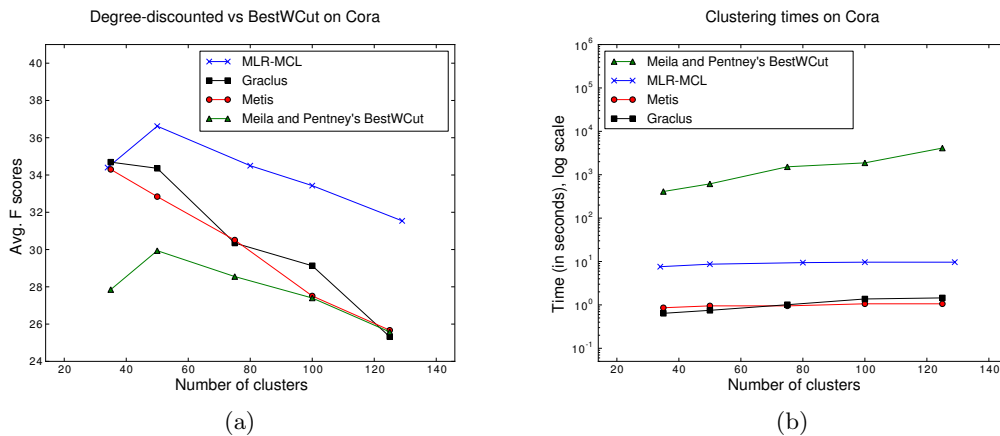 Degree-discounted vs BestWCut on Cora
40
38
36
34
32
30
28
26
24
Avg. F scores
MLR-MCL
Graclus
Metis
Meila and Pentney's BestWCut
20 40 60 80 100 120 140
Number of clusters
(a)
Clustering times on Cora
10^6
10^5
10^4
10^3
10^2
10^1
10^0
10^-1
Time (in seconds), log scale
Meila and Pentney's BestWCut
MLR-MCL
Metis
Graclus
20 40 60 80 100 120 140
Number of clusters
(b)